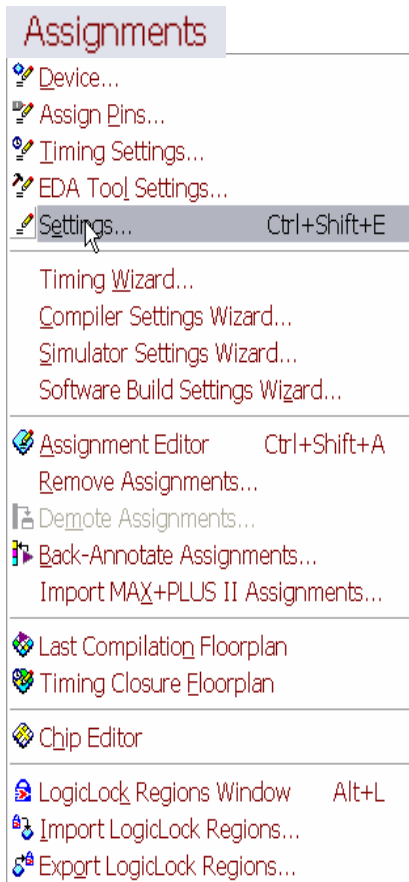 Assignments
Device...
Assign Pins...
Timing Settings...
EDA Tool Settings...
Settings... Ctrl+Shift+E
Timing Wizard...
Compiler Settings Wizard...
Simulator Settings Wizard...
Software Build Settings Wizard...
Assignment Editor Ctrl+Shift+A
Remove Assignments...
Demote Assignments...
Back-Annotate Assignments...
Import MAX+PLUS II Assignments...
Last Compilation Floorplan
Timing Closure Floorplan
Chip Editor
LogicLock Regions Window Alt+L
Import LogicLock Regions...
Export LogicLock Regions...